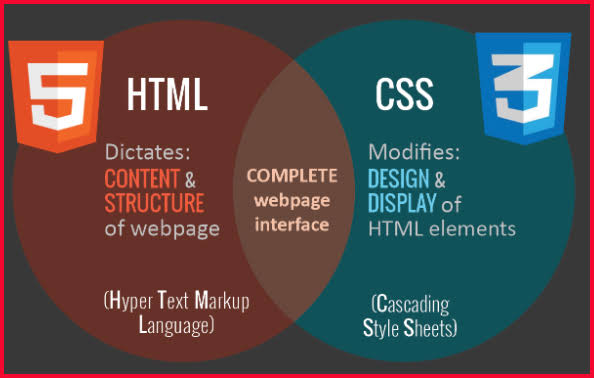 5
HTML
Dictates:
CONTENT &
STRUCTURE
of webpage
(Hyper Text Markup
Language)
COMPLETE
webpage
interface
3
CSS
Modifies:
DESIGN &
DISPLAY of
HTML elements
(Cascading
Style Sheets)